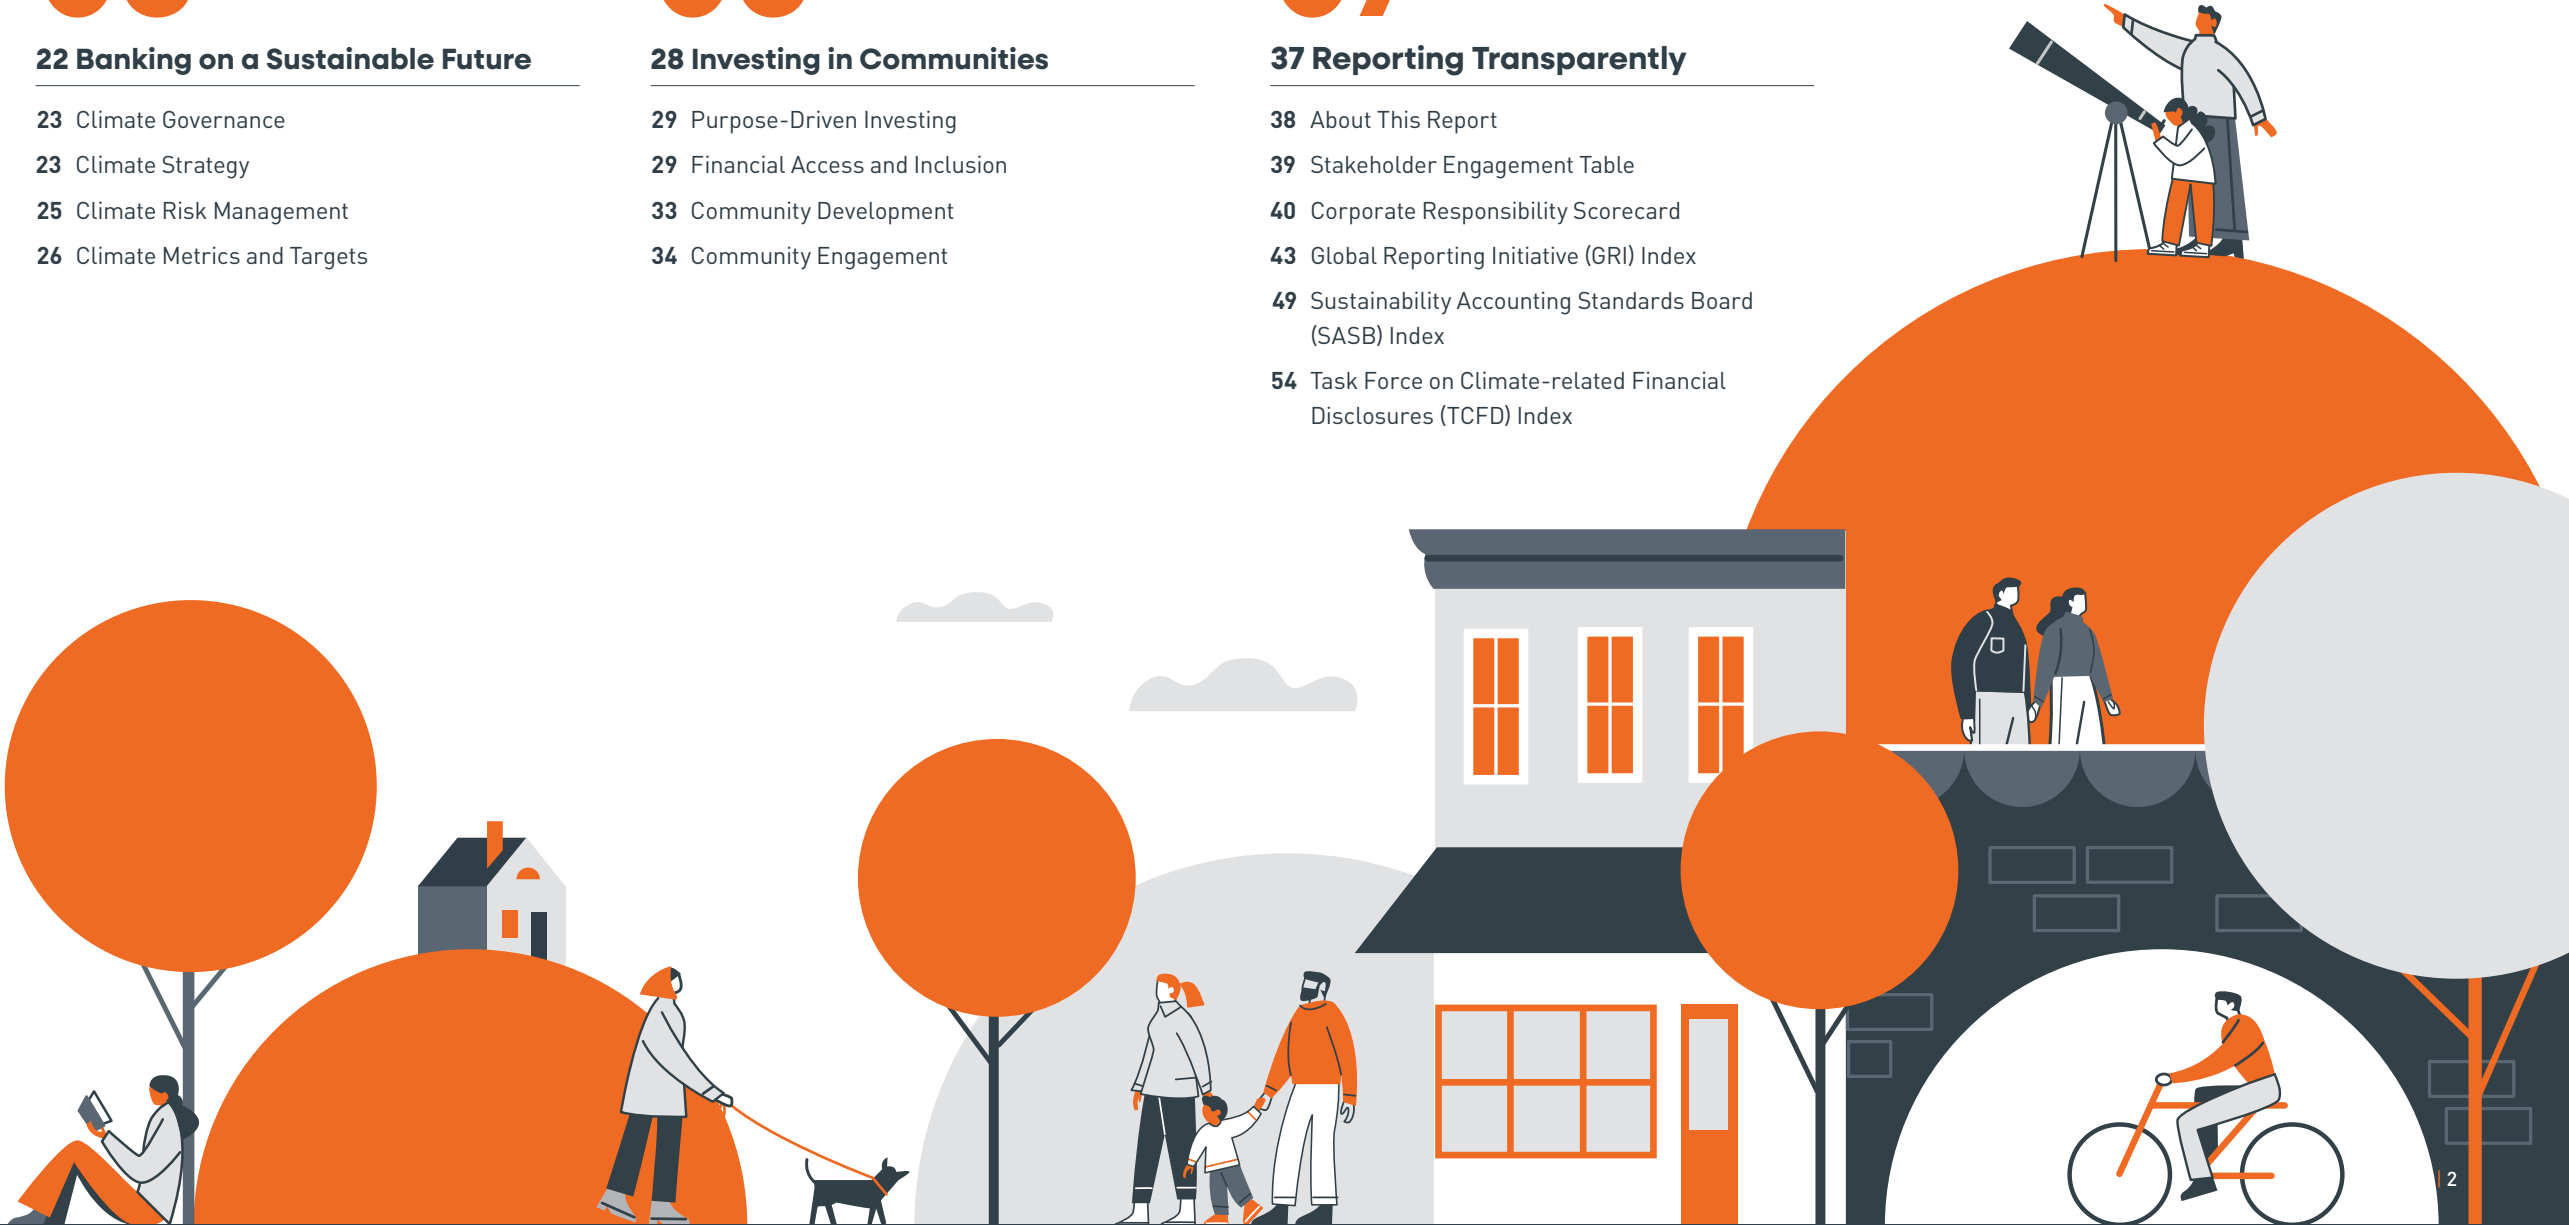 22 Banking on a Sustainable Future
23 Climate Governance
23 Climate Strategy
25 Climate Risk Management
26 Climate Metrics and Targets
28 Investing in Communities
29 Purpose-Driven Investing
29 Financial Access and Inclusion
33 Community Development
34 Community Engagement
37 Reporting Transparently
38 About This Report
39 Stakeholder Engagement Table
40 Corporate Responsibility Scorecard
43 Global Reporting Initiative (GRI) Index
49 Sustainability Accounting Standards Board
(SASB) Index
54 Task Force on Climate-related Financial
Disclosures (TCFD) Index
| 2